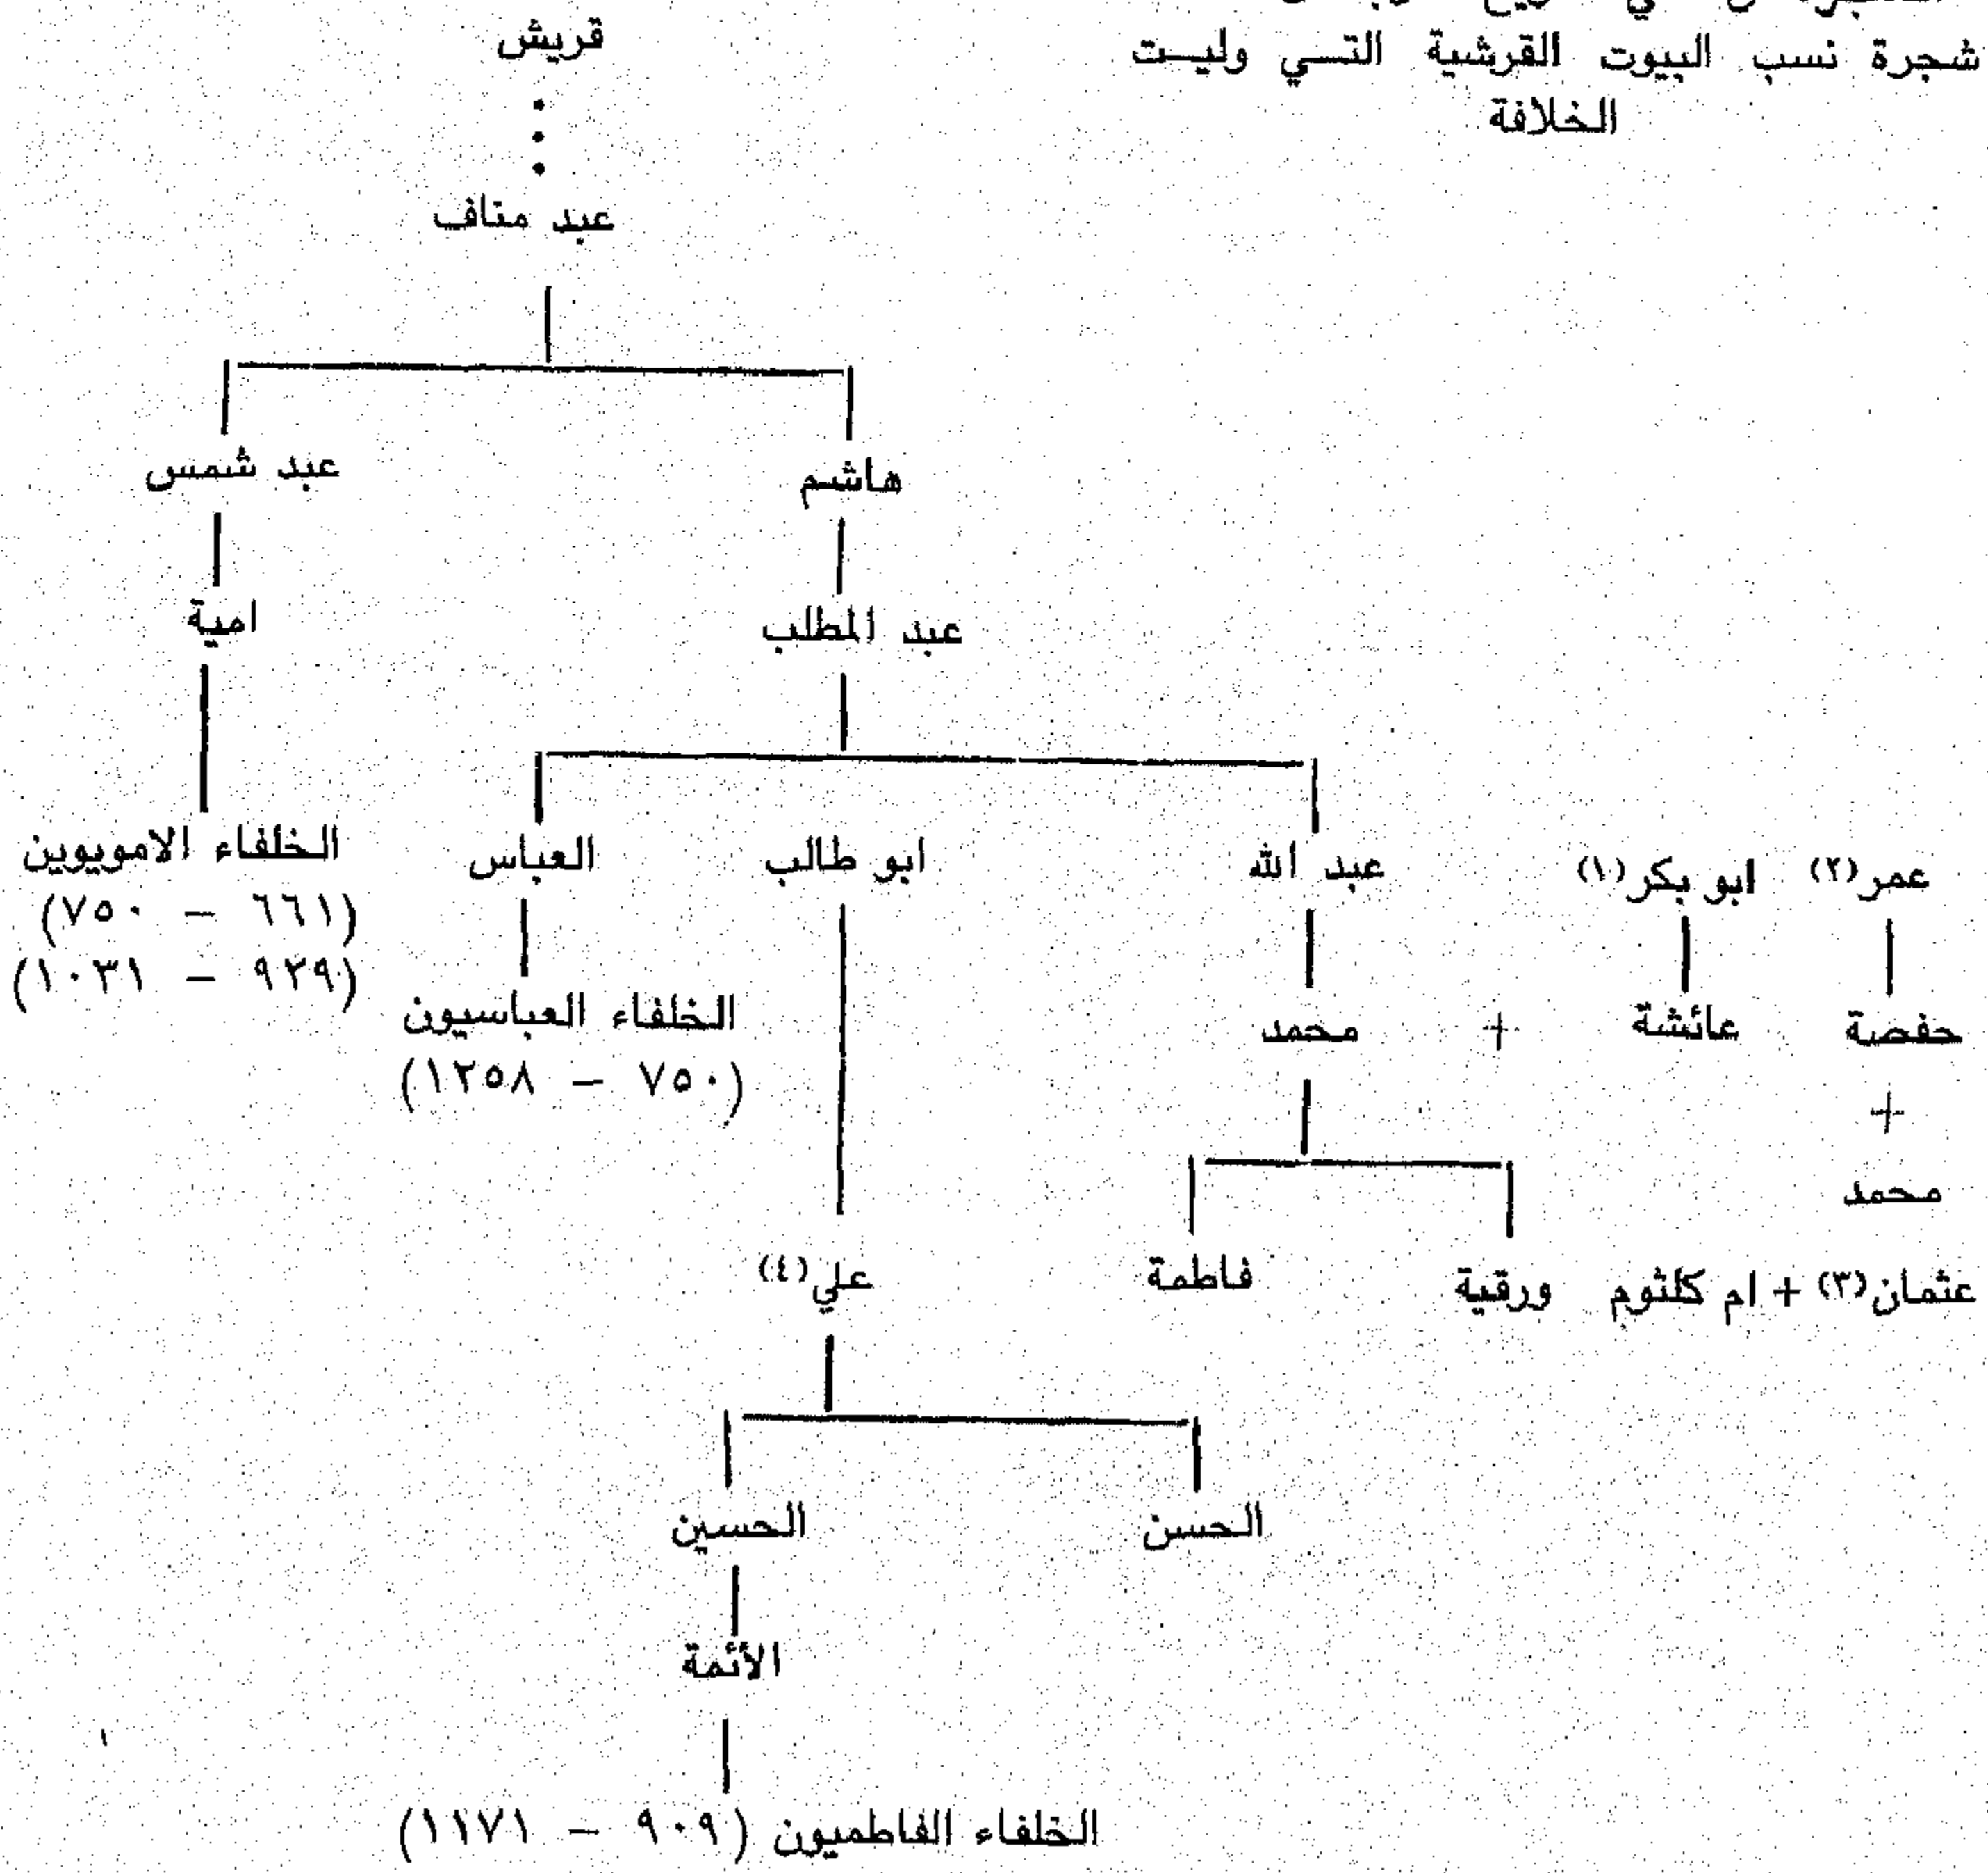 شجرة نسب البيوت القرشية التي وليت
الخلافة
قريش
عبد مناف
هاشم
عبد شمس
عبد المطلب
امية
عمر (٢)
ابو بكر (١)
عبد الله
ابو طالب
العباس
الخلفاء الامويوين
(٦٦١ – ٧٥٠)
(٩٢٩ – ١٠٣١)
حفصة
عائشة
+
محمد
الخلفاء العباسيون
(٧٥٠ – ١٢٥٨)
+
محمد
عثمان (٣) + ام كلثوم
ورقية
فاطمة
علي (٤)
الحسن
الحسين
الأئمة
الخلفاء الفاطميون (٩٠٩ – ١١٧١)